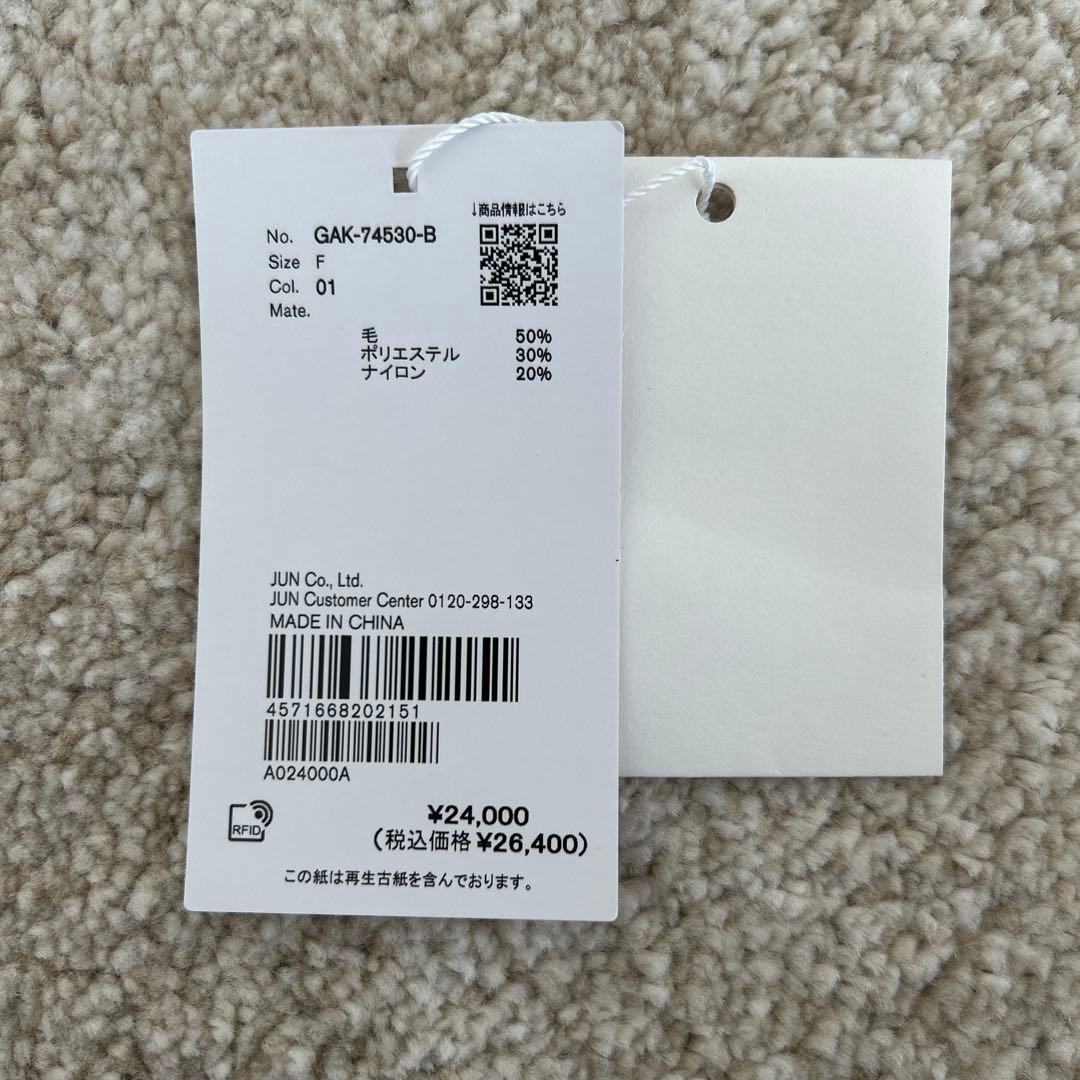 ↓商品情報はこちら
No. GAK-74530-B
Size F
Col. 01
Mate.
毛 50%
ポリエステル 30%
ナイロン 20%
JUN Co., Ltd.
JUN Customer Center 0120-298-133
MADE IN CHINA
4571668202151
A024000A
RFID
¥24,000
(税込価格 ¥26,400)
この紙は再生古紙を含んでおります。